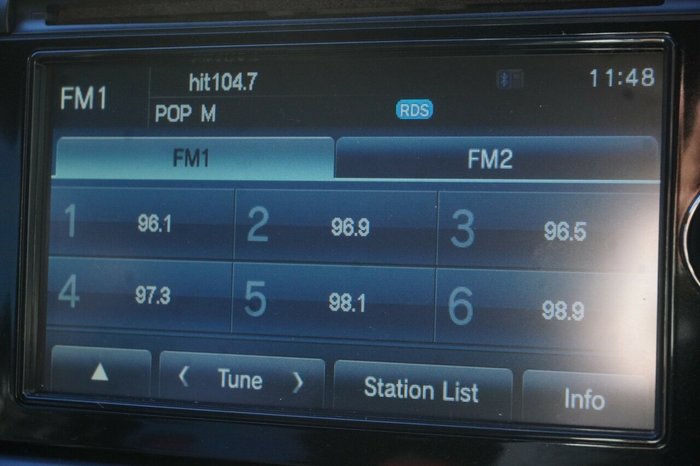 FM1
hit104.7
11:48
POP M
RDS
FM1
FM2
1 96.1
2 96.9
3 96.5
4 97.3
5 98.1
6 98.9
Tune
Station List
Info